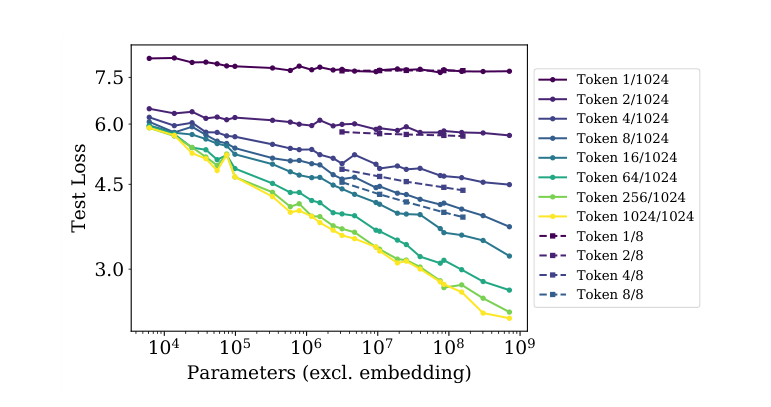 7.5
6.0
4.5
3.0
Test Loss
10^4
10^5
10^6
10^7
10^8
10^9
Parameters (excl. embedding)
Token 1/1024
Token 2/1024
Token 4/1024
Token 8/1024
Token 16/1024
Token 64/1024
Token 256/1024
Token 1024/1024
Token 1/8
Token 2/8
Token 4/8
Token 8/8